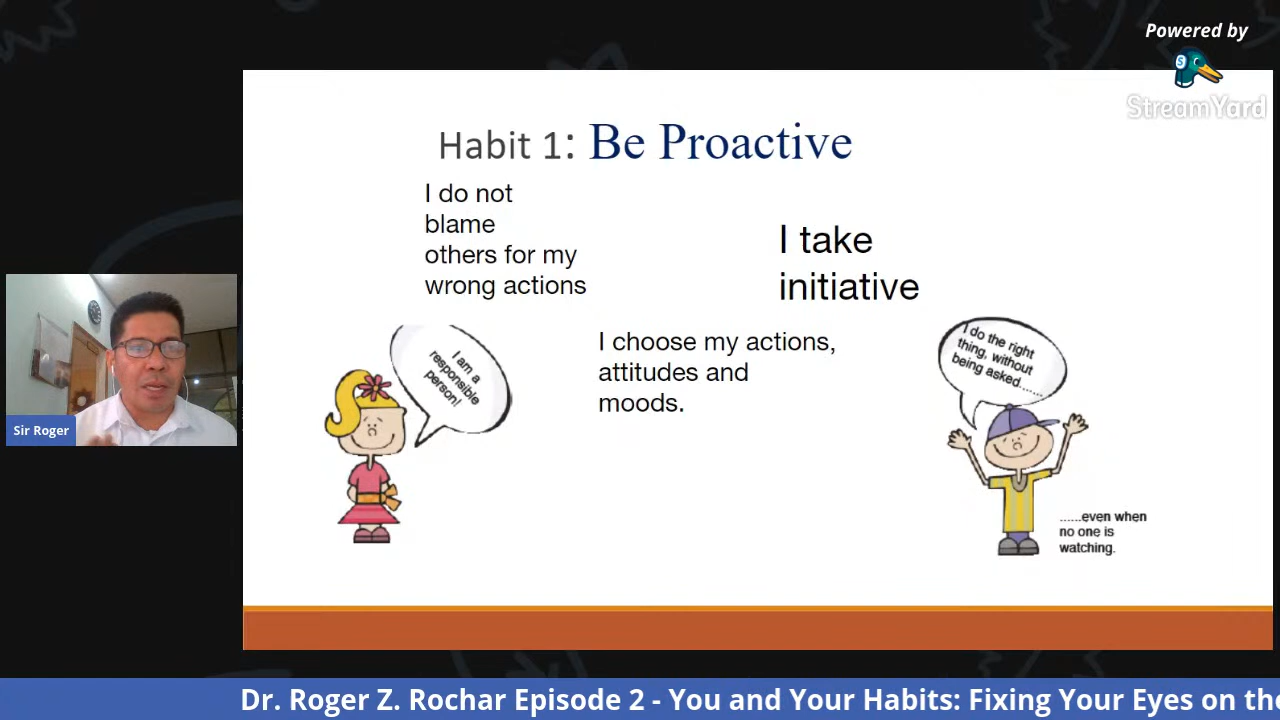 Powered by
StreamYard
Habit 1: Be Proactive
I do not
blame
others for my
wrong actions
I take
initiative
I choose my actions,
attitudes and
moods.
I am a
responsible
person!
I do the right
thing, without
being asked......
......even when
no one is
watching.
Sir Roger
Dr. Roger Z. Rochar Episode 2 - You and Your Habits: Fixing Your Eyes on the